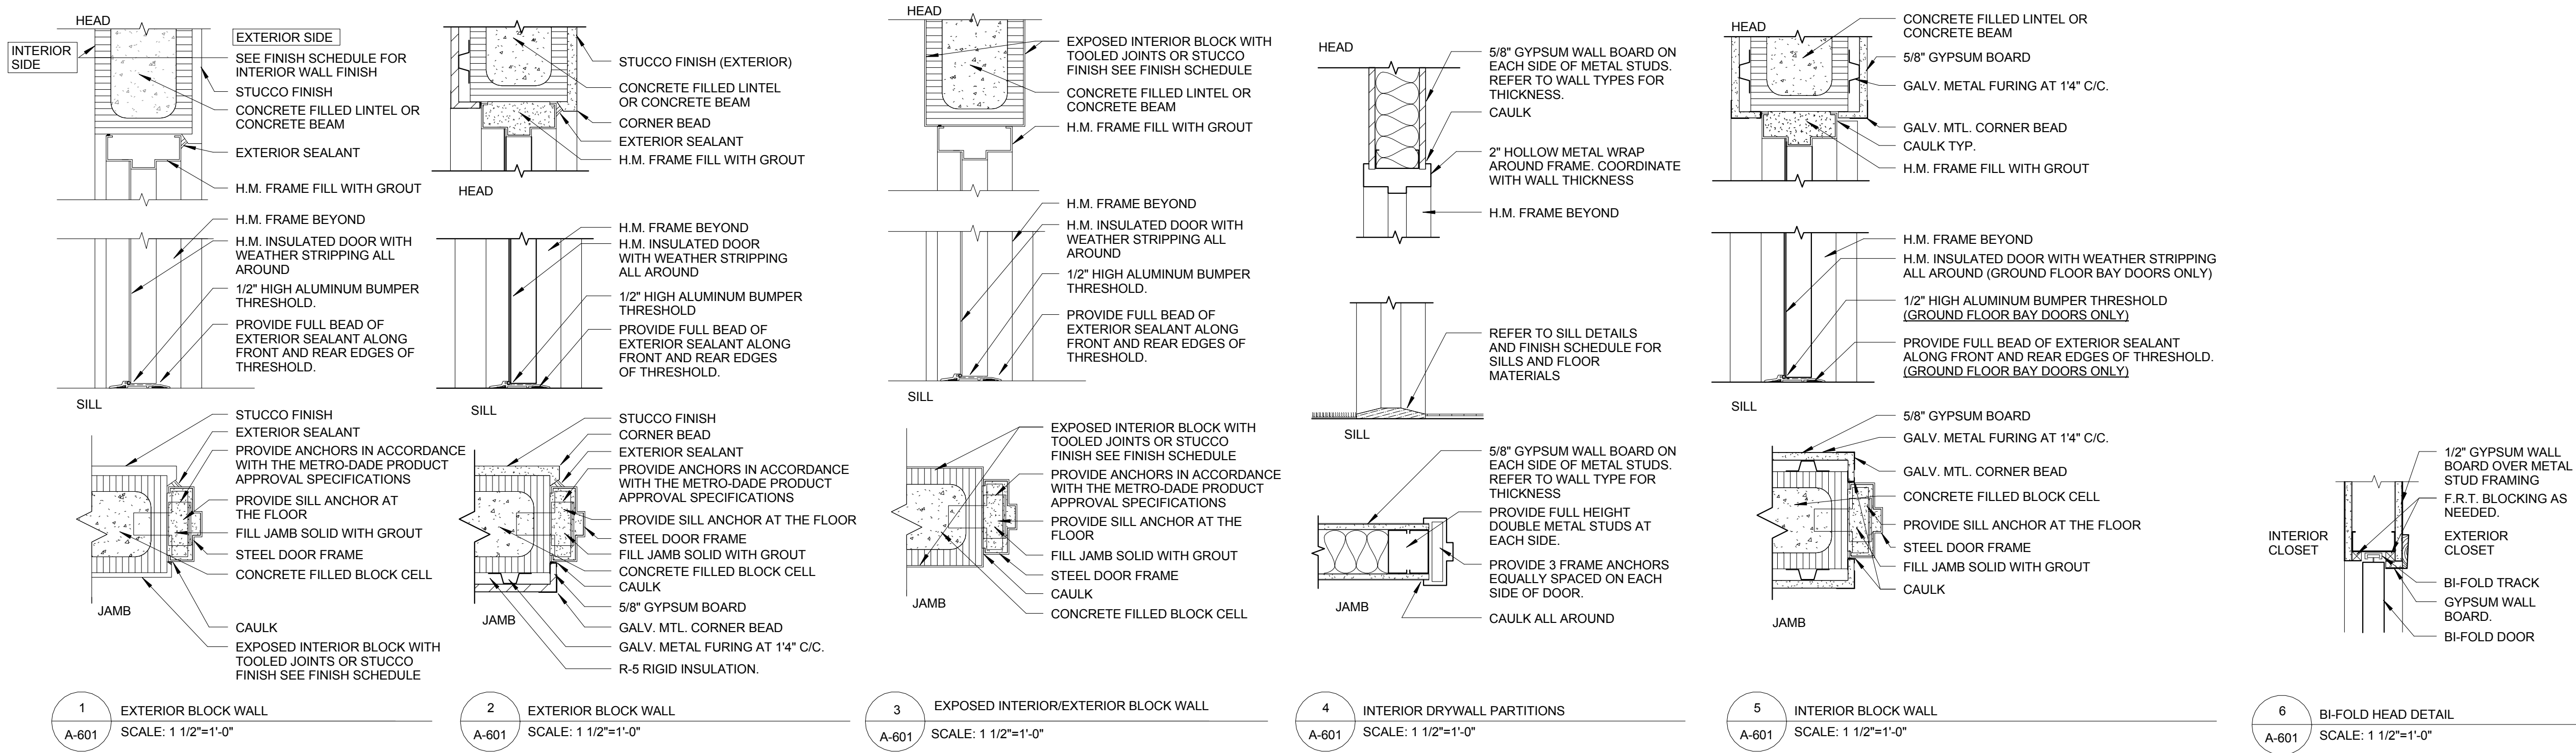 HEAD
INTERIOR
SIDE
EXTERIOR SIDE
SEE FINISH SCHEDULE FOR
INTERIOR WALL FINISH
STUCCO FINISH
CONCRETE FILLED LINTEL OR
CONCRETE BEAM
EXTERIOR SEALANT
H.M. FRAME FILL WITH GROUT
H.M. FRAME BEYOND
H.M. INSULATED DOOR WITH
WEATHER STRIPPING ALL
AROUND
1/2" HIGH ALUMINUM BUMPER
THRESHOLD.
PROVIDE FULL BEAD OF
EXTERIOR SEALANT ALONG
FRONT AND REAR EDGES OF
THRESHOLD.
SILL
STUCCO FINISH
EXTERIOR SEALANT
PROVIDE ANCHORS IN ACCORDANCE
WITH THE METRO-DADE PRODUCT
APPROVAL SPECIFICATIONS
PROVIDE SILL ANCHOR AT
THE FLOOR
FILL JAMB SOLID WITH GROUT
STEEL DOOR FRAME
CONCRETE FILLED BLOCK CELL
JAMB
CAULK
EXPOSED INTERIOR BLOCK WITH
TOOLED JOINTS OR STUCCO
FINISH SEE FINISH SCHEDULE
1
A-601
EXTERIOR BLOCK WALL
SCALE: 1 1/2"=1'-0"
STUCCO FINISH (EXTERIOR)
CONCRETE FILLED LINTEL
OR CONCRETE BEAM
CORNER BEAD
EXTERIOR SEALANT
H.M. FRAME FILL WITH GROUT
HEAD
H.M. FRAME BEYOND
H.M. INSULATED DOOR
WITH WEATHER STRIPPING
ALL AROUND
1/2" HIGH ALUMINUM BUMPER
THRESHOLD
PROVIDE FULL BEAD OF
EXTERIOR SEALANT ALONG
FRONT AND REAR EDGES
OF THRESHOLD.
SILL
STUCCO FINISH
CORNER BEAD
EXTERIOR SEALANT
PROVIDE ANCHORS IN ACCORDANCE
WITH THE METRO-DADE PRODUCT
APPROVAL SPECIFICATIONS
PROVIDE SILL ANCHOR AT THE FLOOR
STEEL DOOR FRAME
FILL JAMB SOLID WITH GROUT
CONCRETE FILLED BLOCK CELL
CAULK
5/8" GYPSUM BOARD
JAMB
GALV. MTL. CORNER BEAD
GALV. METAL FURING AT 1'4" C/C.
R-5 RIGID INSULATION.
2
A-601
EXTERIOR BLOCK WALL
SCALE: 1 1/2"=1'-0"
HEAD
EXPOSED INTERIOR BLOCK WITH
TOOLED JOINTS OR STUCCO
FINISH SEE FINISH SCHEDULE
CONCRETE FILLED LINTEL OR
CONCRETE BEAM
H.M. FRAME FILL WITH GROUT
H.M. FRAME BEYOND
H.M. INSULATED DOOR WITH
WEATHER STRIPPING ALL
AROUND
1/2" HIGH ALUMINUM BUMPER
THRESHOLD.
PROVIDE FULL BEAD OF
EXTERIOR SEALANT ALONG
FRONT AND REAR EDGES OF
THRESHOLD.
SILL
EXPOSED INTERIOR BLOCK WITH
TOOLED JOINTS OR STUCCO
FINISH SEE FINISH SCHEDULE
PROVIDE ANCHORS IN ACCORDANCE
WITH THE METRO-DADE PRODUCT
APPROVAL SPECIFICATIONS
PROVIDE SILL ANCHOR AT THE
FLOOR
FILL JAMB SOLID WITH GROUT
STEEL DOOR FRAME
CAULK
JAMB
CONCRETE FILLED BLOCK CELL
3
A-601
EXPOSED INTERIOR/EXTERIOR BLOCK WALL
SCALE: 1 1/2"=1'-0"
HEAD
5/8" GYPSUM WALL BOARD ON
EACH SIDE OF METAL STUDS.
REFER TO WALL TYPES FOR
THICKNESS.
CAULK
2" HOLLOW METAL WRAP
AROUND FRAME. COORDINATE
WITH WALL THICKNESS
H.M. FRAME BEYOND
REFER TO SILL DETAILS
AND FINISH SCHEDULE FOR
SILLS AND FLOOR
MATERIALS
SILL
5/8" GYPSUM WALL BOARD ON
EACH SIDE OF METAL STUDS.
REFER TO WALL TYPE FOR
THICKNESS
PROVIDE FULL HEIGHT
DOUBLE METAL STUDS AT
EACH SIDE.
PROVIDE 3 FRAME ANCHORS
EQUALLY SPACED ON EACH
SIDE OF DOOR.
JAMB
CAULK ALL AROUND
4
A-601
INTERIOR DRYWALL PARTITIONS
SCALE: 1 1/2"=1'-0"
HEAD
CONCRETE FILLED LINTEL OR
CONCRETE BEAM
5/8" GYPSUM BOARD
GALV. METAL FURING AT 1'4" C/C.
GALV. MTL. CORNER BEAD
CAULK TYP.
H.M. FRAME FILL WITH GROUT
H.M. FRAME BEYOND
H.M. INSULATED DOOR WITH WEATHER STRIPPING
ALL AROUND (GROUND FLOOR BAY DOORS ONLY)
1/2" HIGH ALUMINUM BUMPER THRESHOLD
(GROUND FLOOR BAY DOORS ONLY)
PROVIDE FULL BEAD OF EXTERIOR SEALANT
ALONG FRONT AND REAR EDGES OF THRESHOLD.
(GROUND FLOOR BAY DOORS ONLY)
SILL
5/8" GYPSUM BOARD
GALV. METAL FURING AT 1'4" C/C.
GALV. MTL. CORNER BEAD
CONCRETE FILLED BLOCK CELL
PROVIDE SILL ANCHOR AT THE FLOOR
STEEL DOOR FRAME
FILL JAMB SOLID WITH GROUT
CAULK
JAMB
5
A-601
INTERIOR BLOCK WALL
SCALE: 1 1/2"=1'-0"
1/2" GYPSUM WALL
BOARD OVER METAL
STUD FRAMING
F.R.T. BLOCKING AS
NEEDED.
INTERIOR
CLOSET
EXTERIOR
CLOSET
BI-FOLD TRACK
GYPSUM WALL
BOARD.
BI-FOLD DOOR
6
A-601
BI-FOLD HEAD DETAIL
SCALE: 1 1/2"=1'-0"